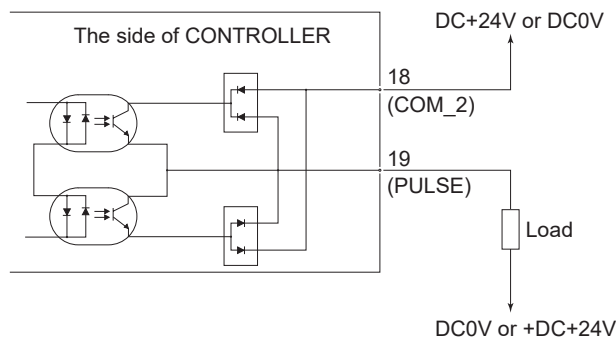 DC+24V or DC0V
The side of CONTROLLER
18
(COM_2)
19
(PULSE)
Load
DC0V or +DC+24V